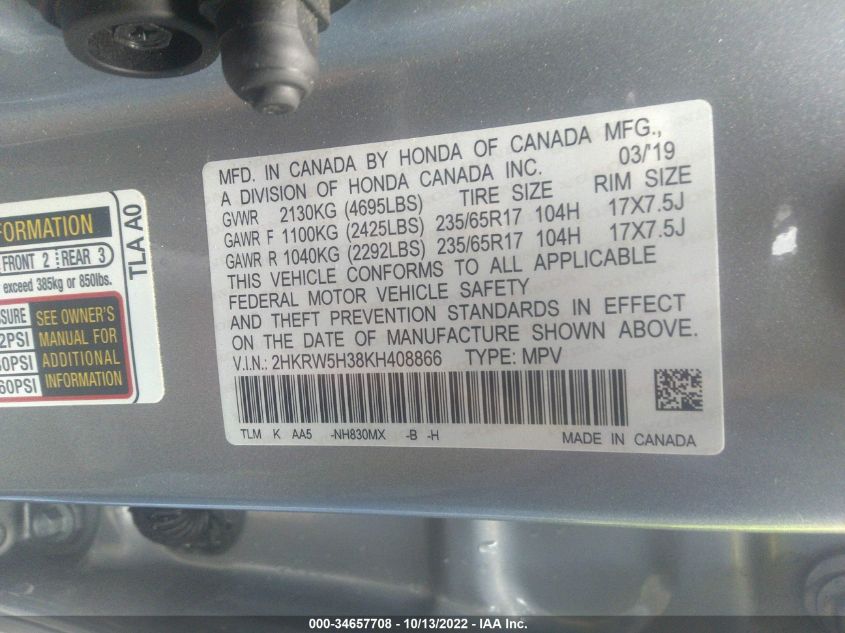 MFD. IN CANADA BY HONDA OF CANADA MFG.,
A DIVISION OF HONDA CANADA INC. 03/'19
GVWR 2130KG (4695LBS) TIRE SIZE RIM SIZE
GAWR F 1100KG (2425LBS) 235/65R17 104H 17X7.5J
GAWR R 1040KG (2292LBS) 235/65R17 104H 17X7.5J
THIS VEHICLE CONFORMS TO ALL APPLICABLE
FEDERAL MOTOR VEHICLE SAFETY
AND THEFT PREVENTION STANDARDS IN EFFECT
ON THE DATE OF MANUFACTURE SHOWN ABOVE.
V.I.N.: 2HKRW5H38KH408866 TYPE: MPV
TLM K AA5 -NH830MX -B -H MADE IN CANADA
FRONT 2 REAR 3
exceed 385kg or 850lbs.
SEE OWNER'S
MANUAL FOR
ADDITIONAL
INFORMATION
60PSI
TLA A0
000-34657708 - 10/13/2022 - IAA Inc.